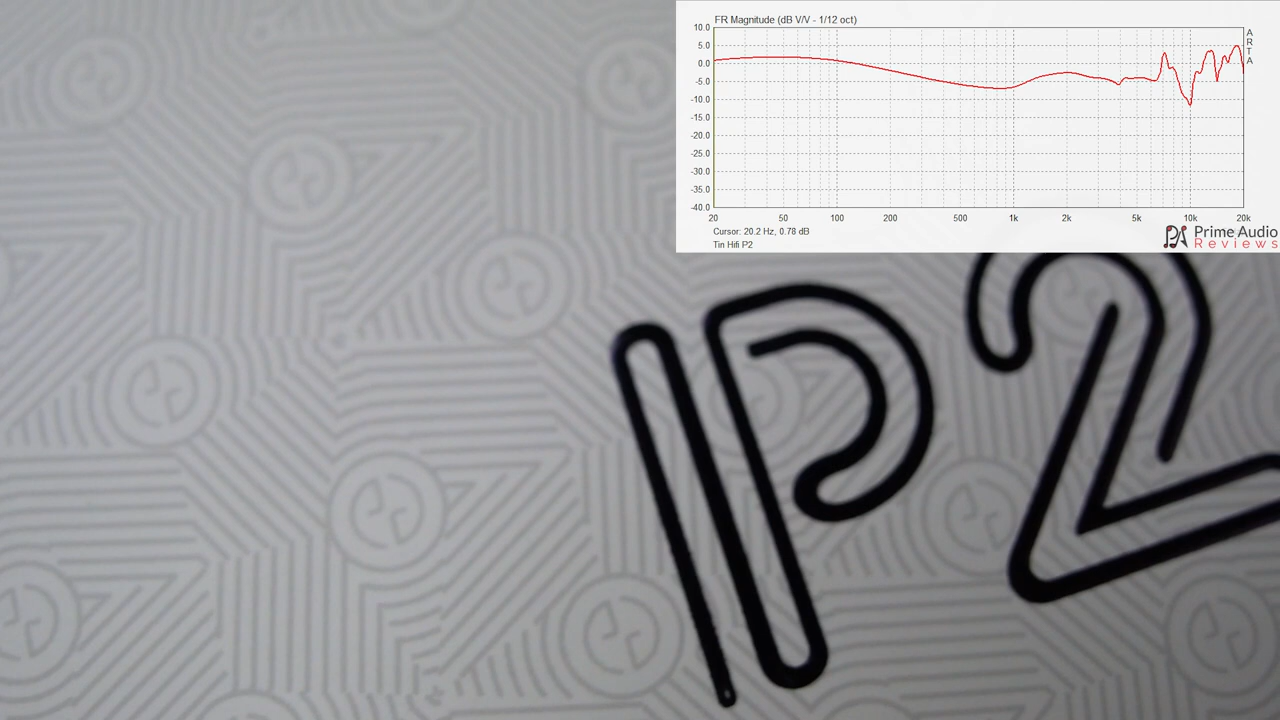 FR Magnitude (dB V/V - 1/12 oct)
10.0
5.0
0.0
-5.0
-10.0
-15.0
-20.0
-25.0
-30.0
-35.0
-40.0
A
R
T
A
20 50 100 200 500 1k 2k 5k 10k 20k
Cursor: 20.2 Hz, 0.78 dB
Tin Hifi P2
Prime Audio
Reviews
P2